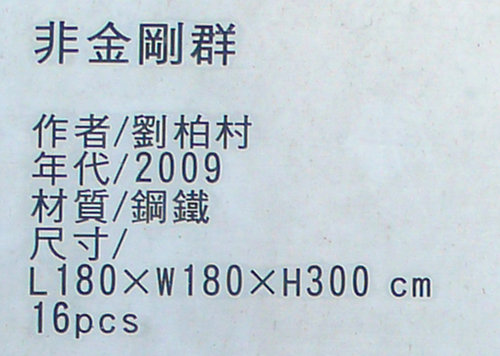 非金剛群
作者/劉柏村
年代/2009
材質/鋼鐵
尺寸/
L180×W180×H300 cm
16pcs